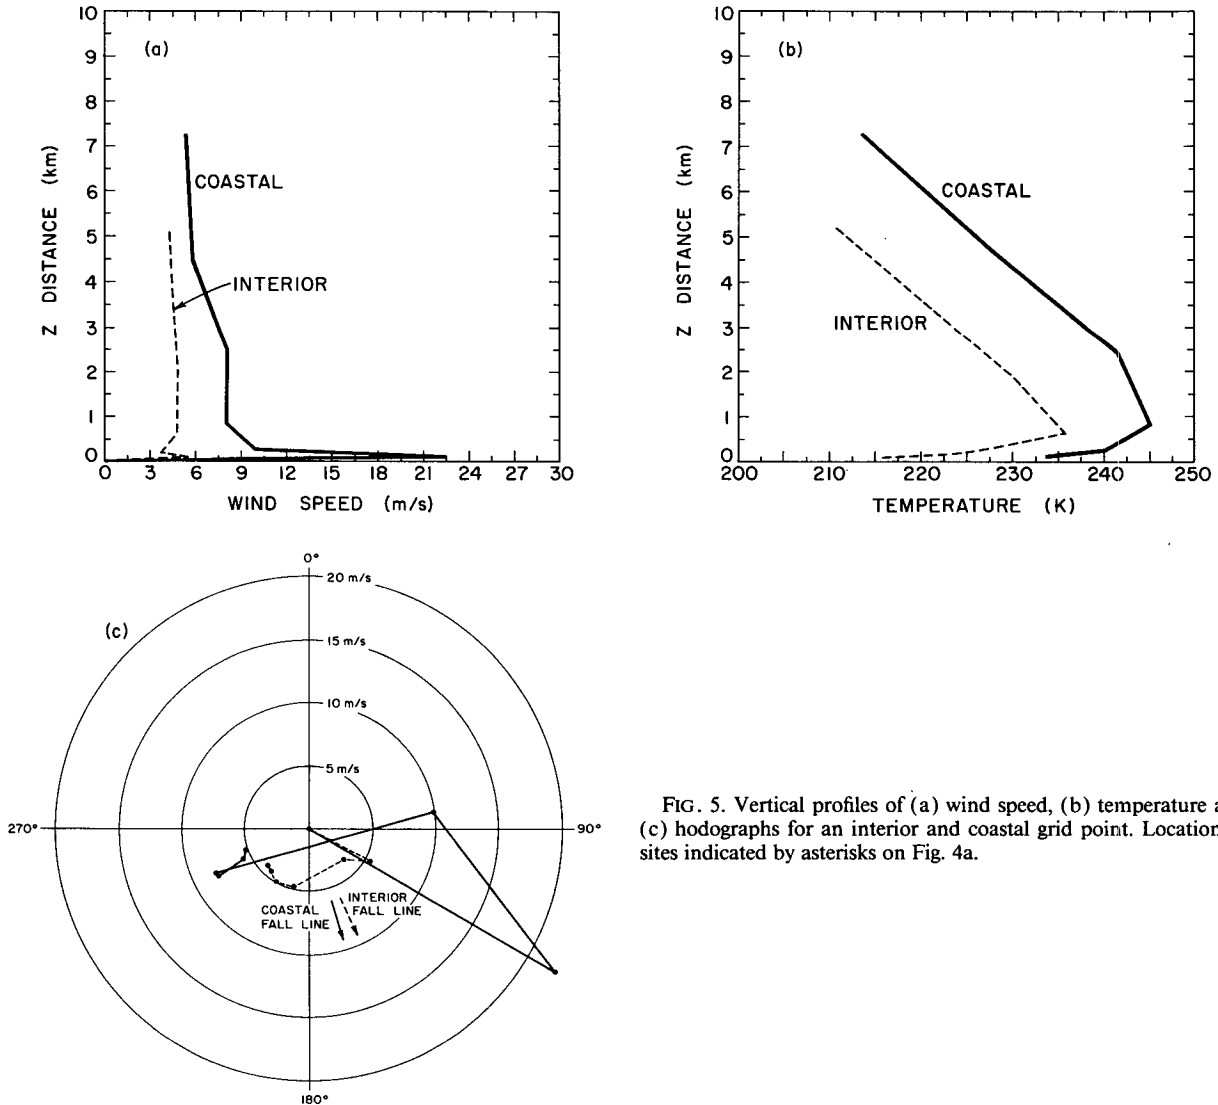 (a)
10
9
8
7
6
5
4
3
2
1
0
Z DISTANCE (km)
COASTAL
INTERIOR
0 3 6 9 12 15 18 21 24 27 30
WIND SPEED (m/s)
(b)
10
9
8
7
6
5
4
3
2
1
0
Z DISTANCE (km)
COASTAL
INTERIOR
200 210 220 230 240 250
TEMPERATURE (K)
(c)
0°
20 m/s
15 m/s
10 m/s
5 m/s
270°
90°
COASTAL
FALL LINE
INTERIOR
FALL LINE
180°
FIG. 5. Vertical profiles of (a) wind speed, (b) temperature a
(c) hodographs for an interior and coastal grid point. Location
sites indicated by asterisks on Fig. 4a.